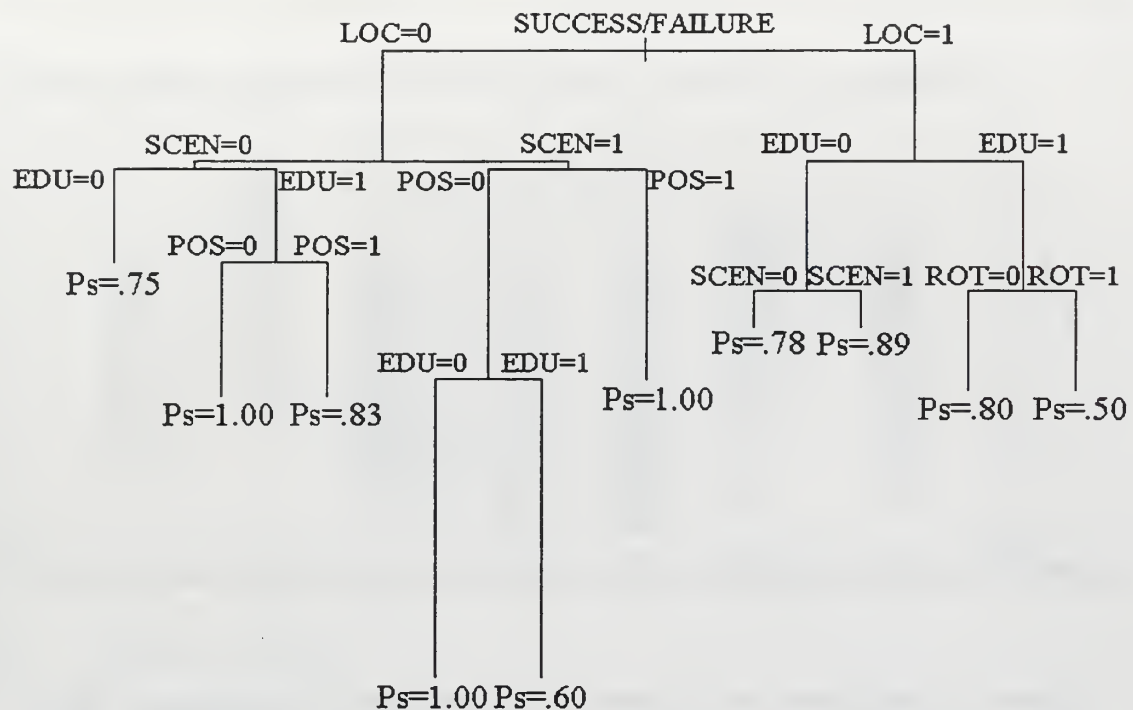 SUCCESS/FAILURE
LOC=0 LOC=1
SCEN=0 SCEN=1 EDU=0 EDU=1
EDU=0 EDU=1 POS=0 POS=1
POS=0 POS=1
Ps=.75
SCEN=0 SCEN=1 ROT=0 ROT=1
Ps=.78 Ps=.89
EDU=0 EDU=1
Ps=1.00 Ps=.83 Ps=1.00 Ps=.80 Ps=.50
Ps=1.00 Ps=.60